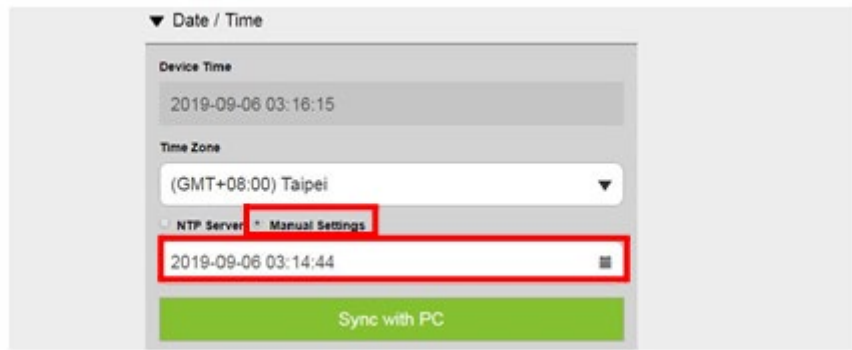 ▼ Date / Time
Device Time
2019-09-06 03:16:15
Time Zone
(GMT+08:00) Taipei
NTP Server Manual Settings
2019-09-06 03:14:44
Sync with PC